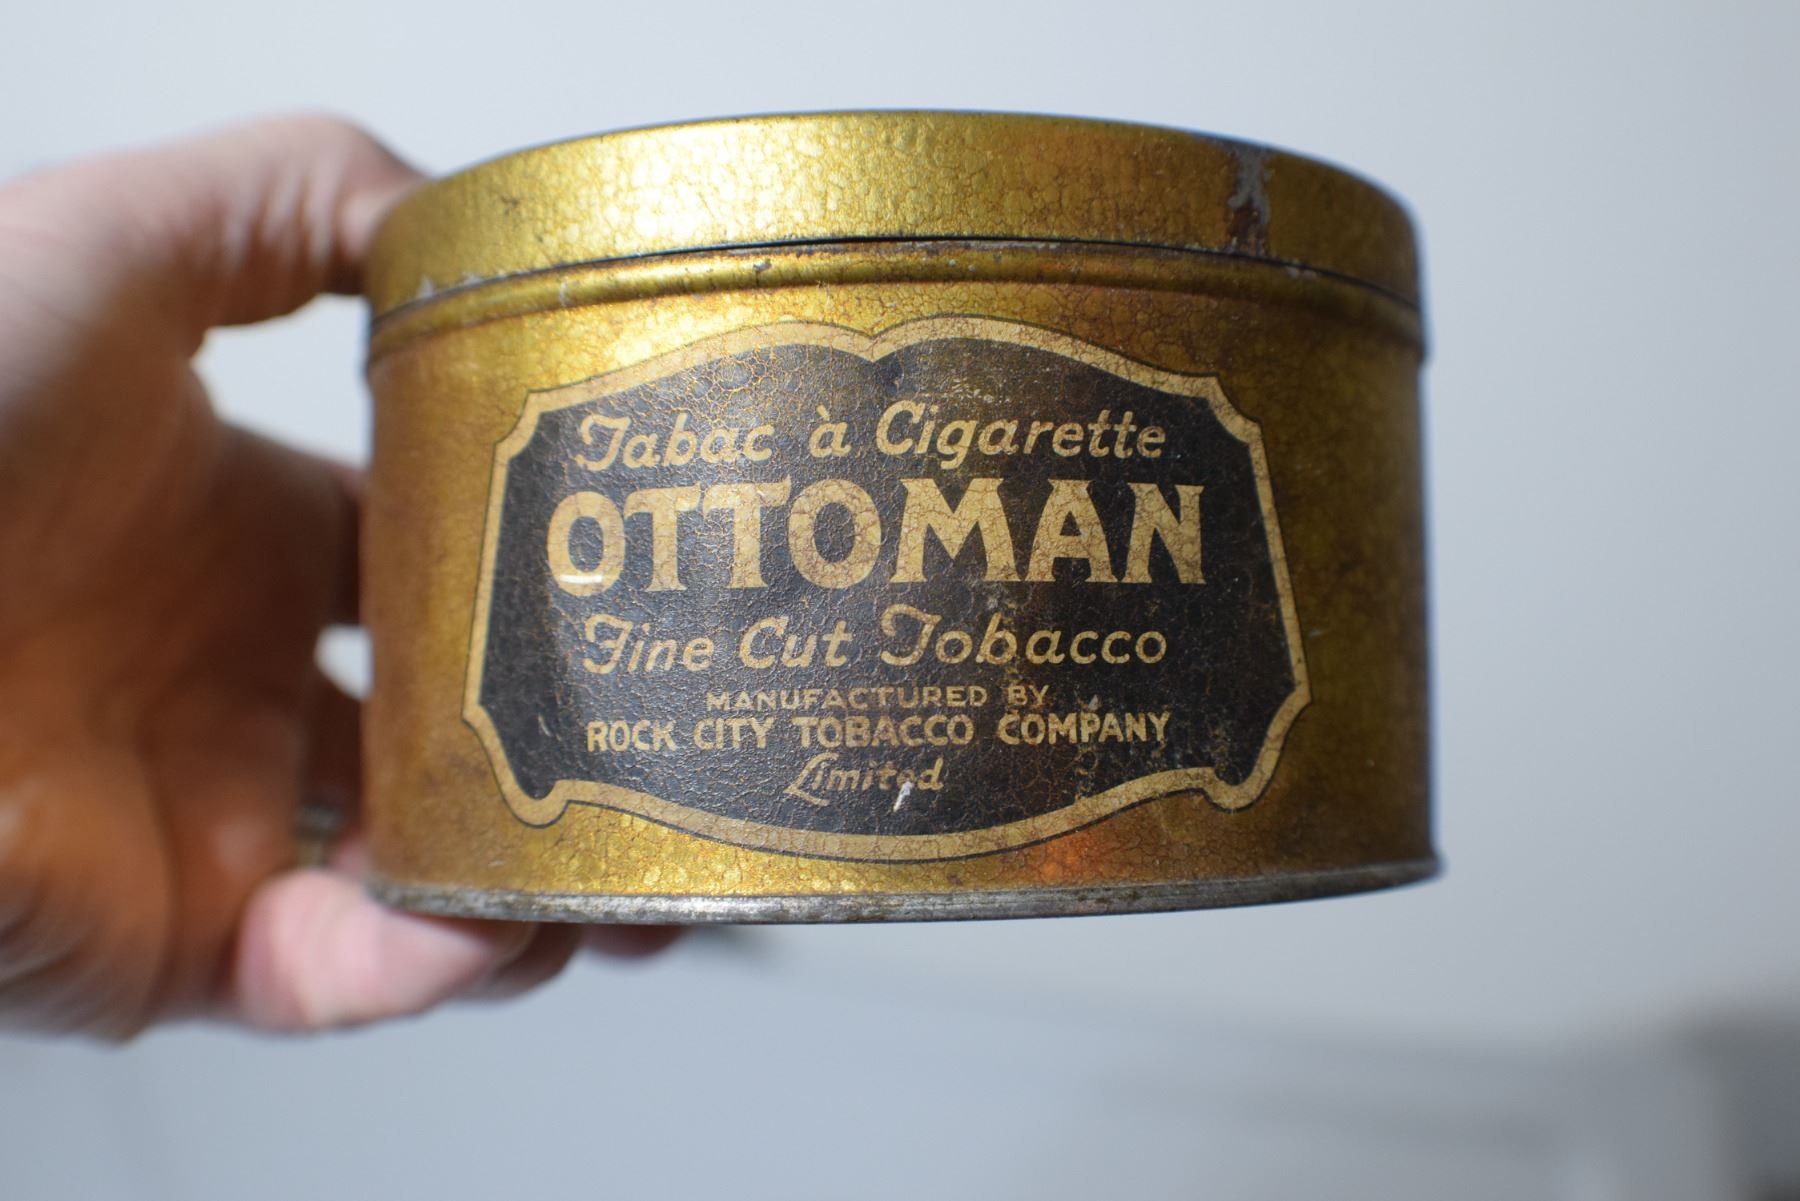 Tabac à Cigarette
OTTOMAN
Fine Cut Tobacco
MANUFACTURED BY
ROCK CITY TOBACCO COMPANY
Limited